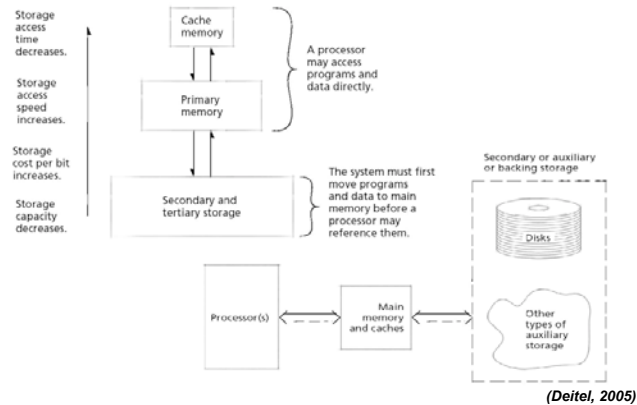 Storage
access
time
decreases.
Storage
access
speed
increases.
Storage
cost per bit
increases.
Storage
capacity
decreases.
Cache
memory
Primary
memory
Secondary and
tertiary storage
A processor
may access
programs and
data directly.
The system must first
move programs
and data to main
memory before a
processor may
reference them.
Secondary or auxiliary
or backing storage
Disks
Other
types of
auxiliary
storage
Processor(s)
Main
memory
and caches
(Deitel, 2005)